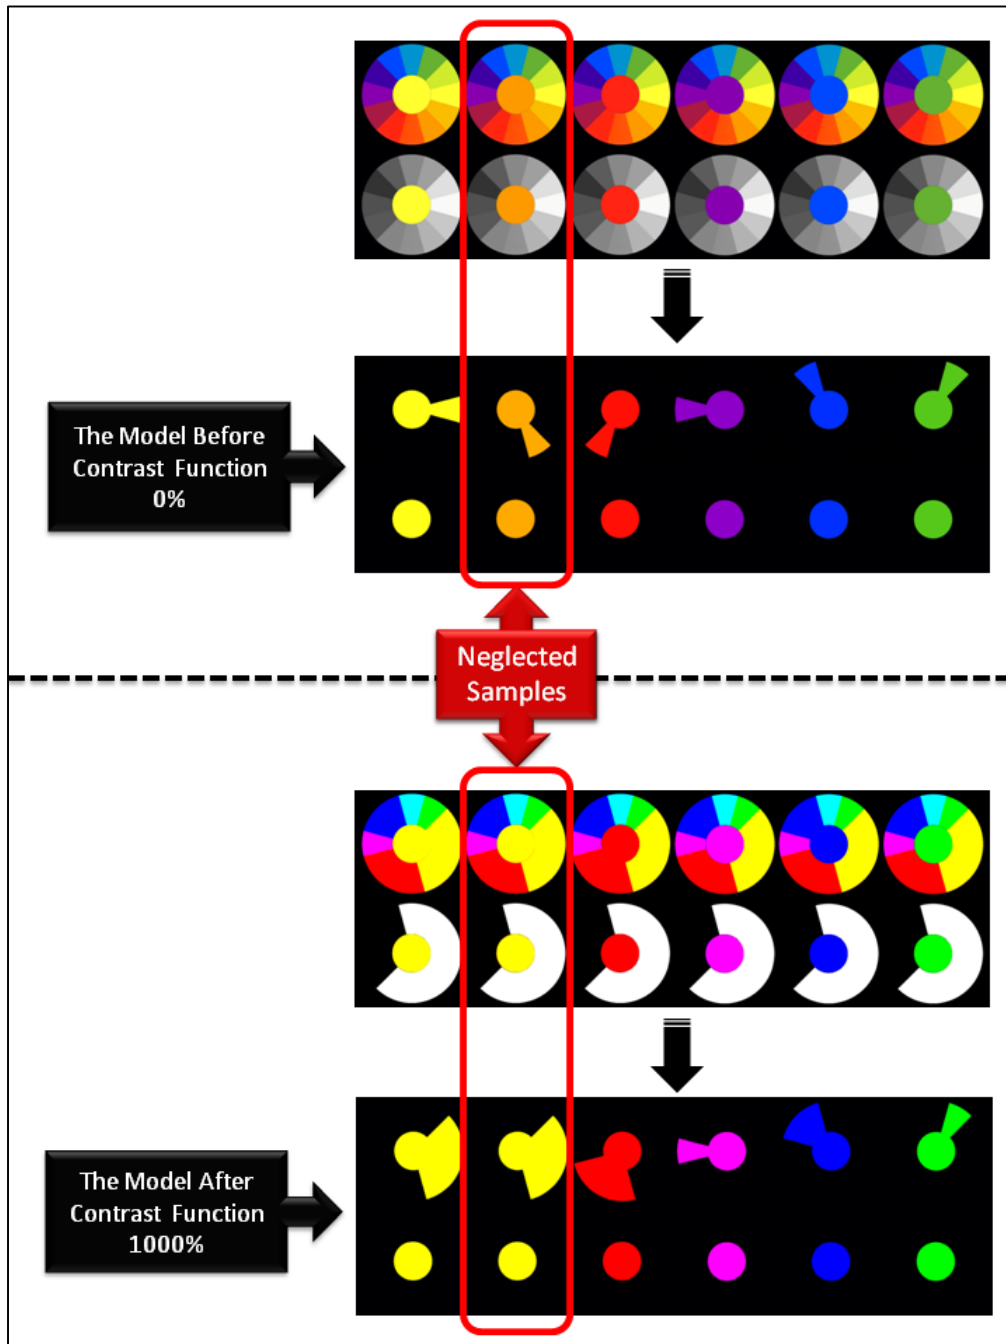 The Model Before
Contrast Function
0%
Neglected
Samples
The Model After
Contrast Function
1000%